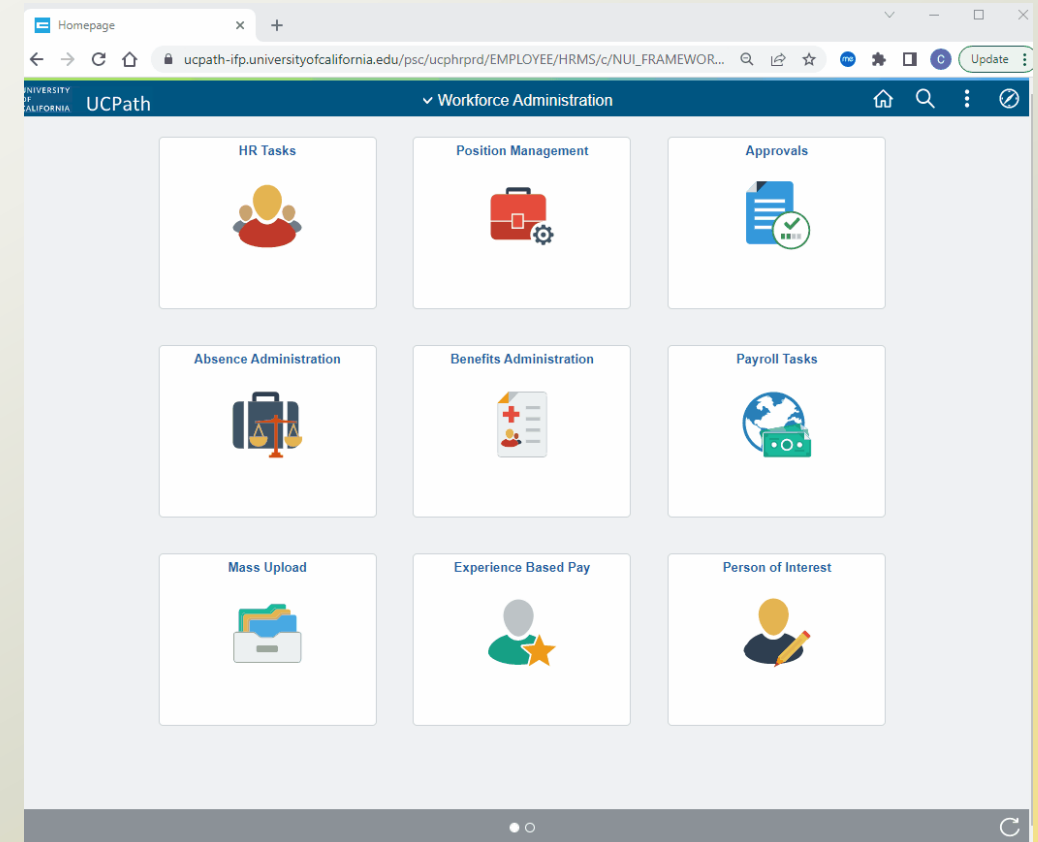 Homepage
ucpath-ifp.universityofcalifornia.edu/psc/ucphrprd/EMPLOYEE/HRMS/c/NUI_FRAMEWOR...
me
C
Update
UNIVERSITY
OF
CALIFORNIA
UCPath
Workforce Administration
HR Tasks
Position Management
Approvals
Absence Administration
Benefits Administration
Payroll Tasks
Mass Upload
Experience Based Pay
Person of Interest